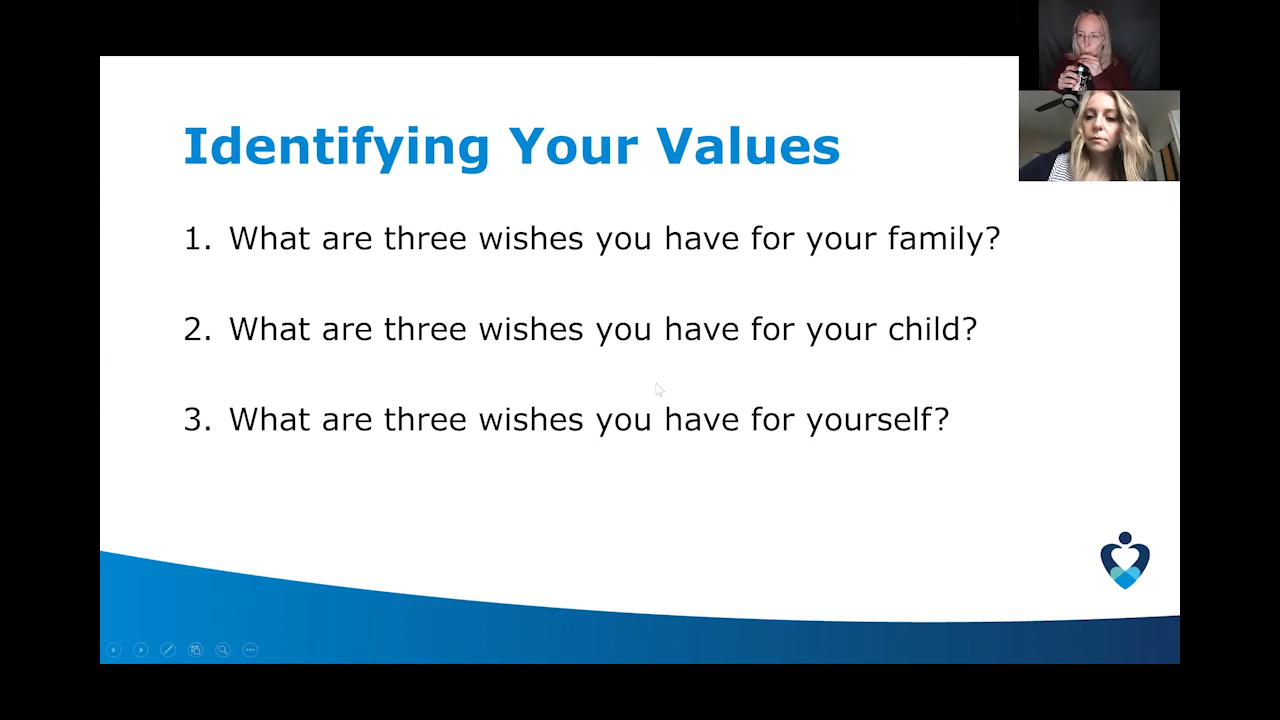 Identifying Your Values
1. What are three wishes you have for your family?
2. What are three wishes you have for your child?
3. What are three wishes you have for yourself?